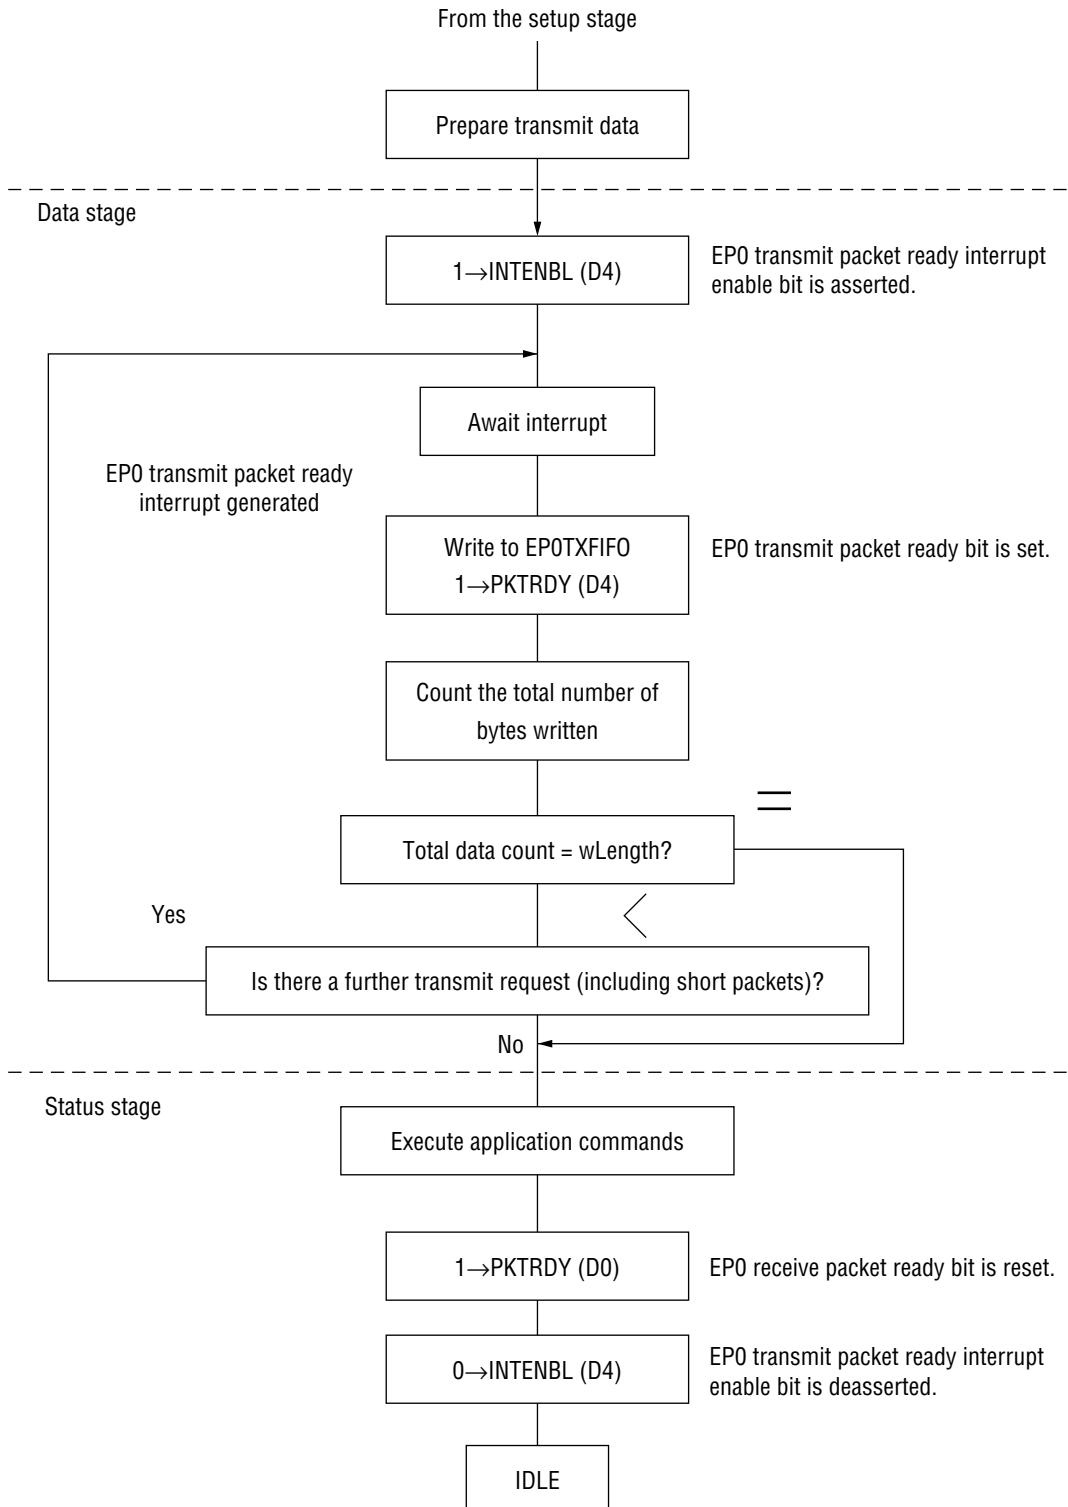 From the setup stage
Prepare transmit data
Data stage
1→INTENBL (D4)
EP0 transmit packet ready interrupt
enable bit is asserted.
Await interrupt
EP0 transmit packet ready
interrupt generated
Write to EP0TXFIFO
1→PKTRDY (D4)
EP0 transmit packet ready bit is set.
Count the total number of
bytes written
=
Total data count = wLength?
<
Yes
Is there a further transmit request (including short packets)?
No
Status stage
Execute application commands
1→PKTRDY (D0)
EP0 receive packet ready bit is reset.
0→INTENBL (D4)
EP0 transmit packet ready interrupt
enable bit is deasserted.
IDLE